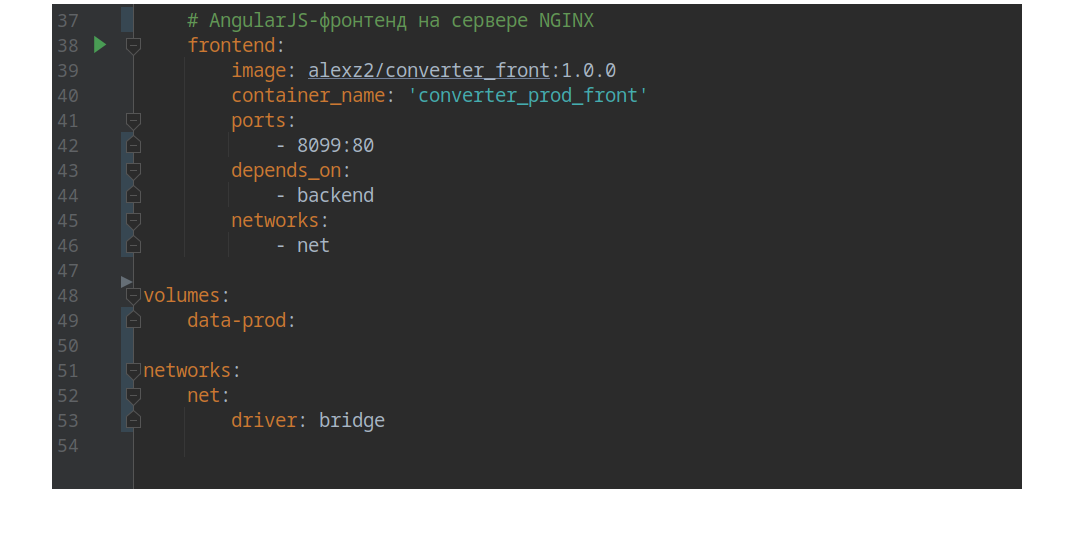 37 # AngularJS-фронтенд на сервере NGINX
38 frontend:
39 image: alexz2/converter_front:1.0.0
40 container_name: 'converter_prod_front'
41 ports:
42 - 8099:80
43 depends_on:
44 - backend
45 networks:
46 - net
47
48 volumes:
49 data-prod:
50
51 networks:
52 net:
53 driver: bridge
54